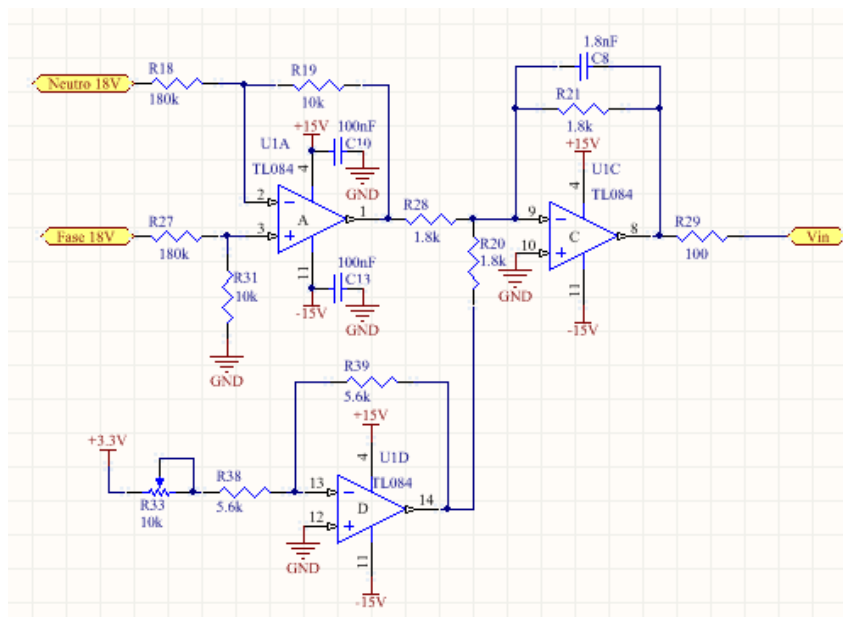 Neutro 18V
R18
180k
R19
10k
+15V
100nF
C19
GND
U1A
TL084
4
2
3
A
1
11
100nF
C13
-15V
GND
Fase 18V
R27
180k
R31
10k
GND
R28
1.8k
R20
1.8k
1.8nF
C8
R21
1.8k
+15V
U1C
TL084
4
9
10
C
8
11
GND
-15V
R29
100
Vin
R39
5.6k
+15V
4
U1D
TL084
+3.3V
R33
10k
R38
5.6k
13
12
D
14
11
GND
-15V